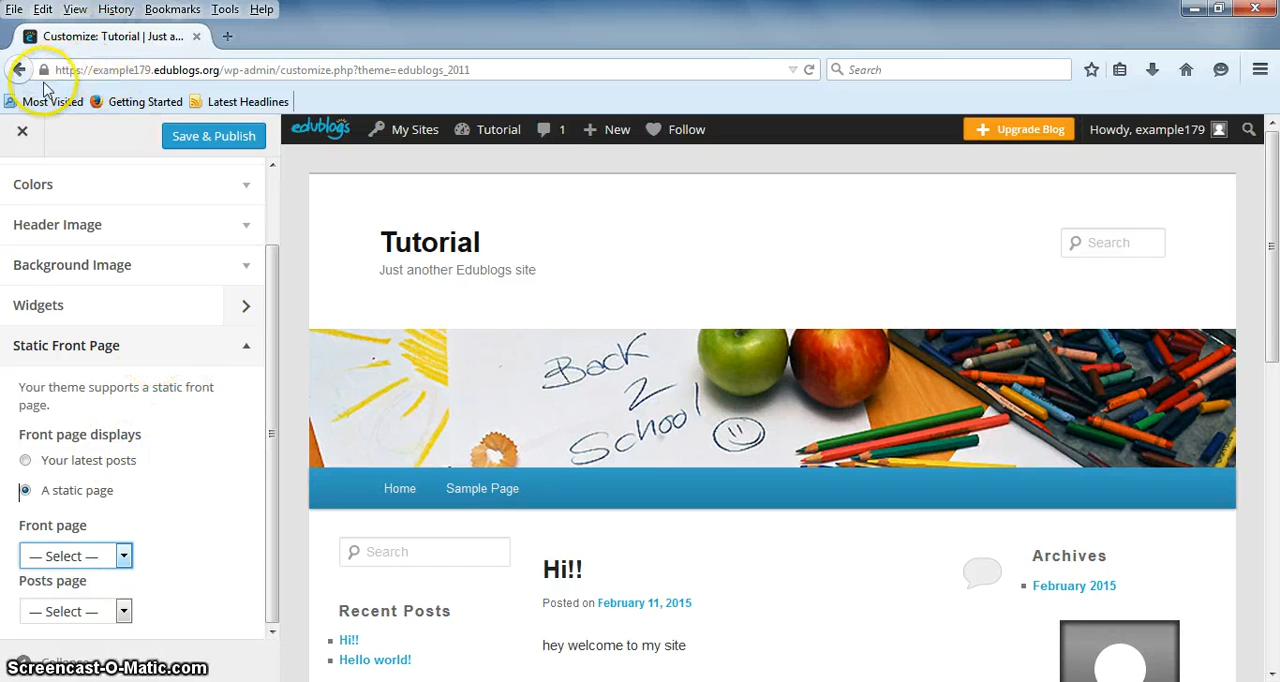 File Edit View History Bookmarks Tools Help
Customize: Tutorial | Just a...
https://example179.edublogs.org/wp-admin/customize.php?theme=edublogs_2011
Search
Most Visited Getting Started Latest Headlines
Save & Publish
edublogs My Sites Tutorial 1 New Follow Upgrade Blog Howdy, example179
Colors
Header Image
Background Image
Widgets
Static Front Page
Your theme supports a static front
page.
Front page displays
Your latest posts
A static page
Front page
— Select —
Posts page
— Select —
Screencast-O-Matic.com
Tutorial
Just another Edublogs site
Search
Back
2
School
Home Sample Page
Search
Recent Posts
Hi!!
Hello world!
Hi!!
Posted on February 11, 2015
hey welcome to my site
Archives
February 2015